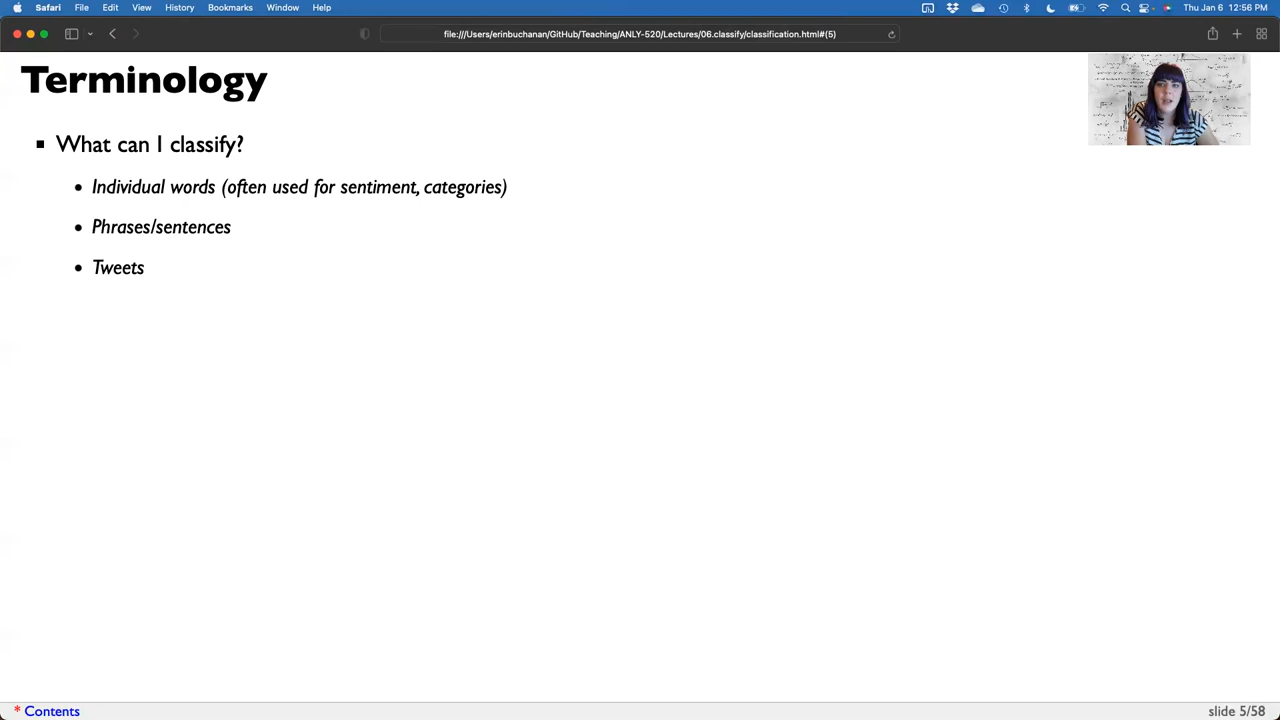 Safari File Edit View History Bookmarks Window Help Thu Jan 6 12:56 PM
file:///Users/erinbuchanan/GitHub/Teaching/ANLY-520/Lectures/06.classify/classification.html#(5)
Terminology
What can I classify?
Individual words (often used for sentiment, categories)
Phrases/sentences
Tweets
* Contents
slide 5/58